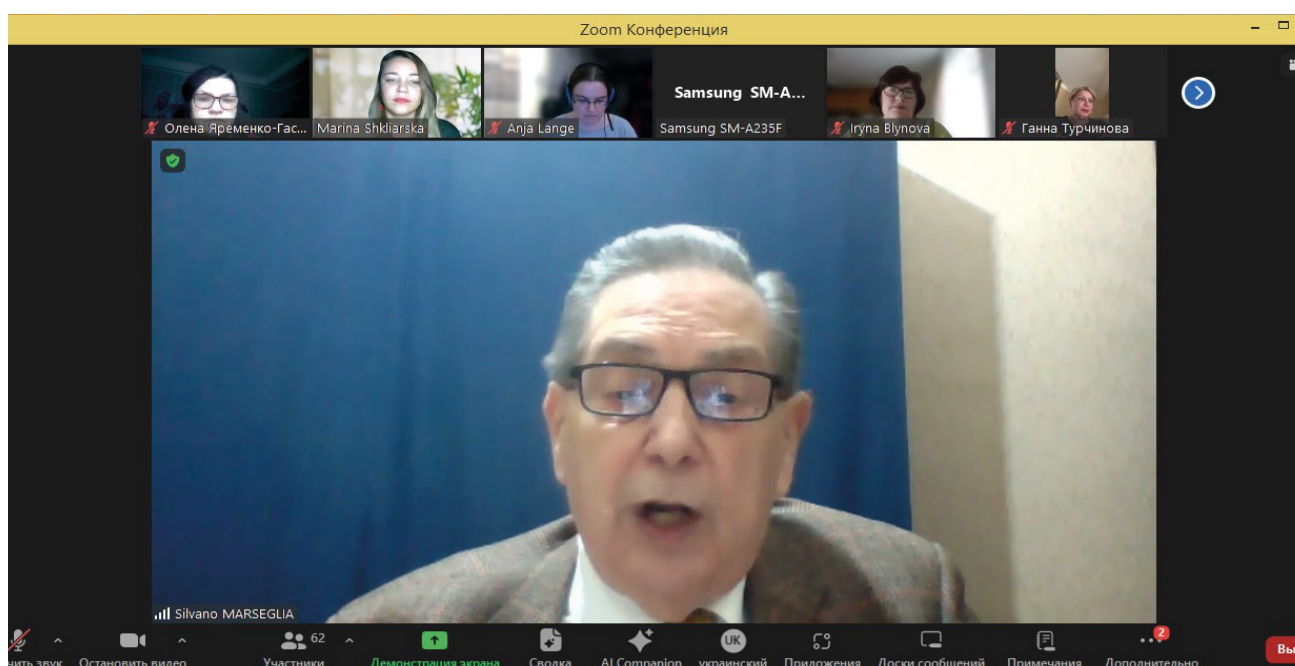 Zoom Конференция
Samsung SM-A...
Олена Яременко-Гас...
Marina Shkliarska
Anja Lange
Samsung SM-A235F
Iryna Blynova
Ганна Турчинова
Silvano MARSEGLIA
62
UK
2
звук
Остановить видео
Участники
Демонстрация экрана
Сводка
AI Companion
украинский
Приложения
Доски сообщений
Примечания
Дополнительно